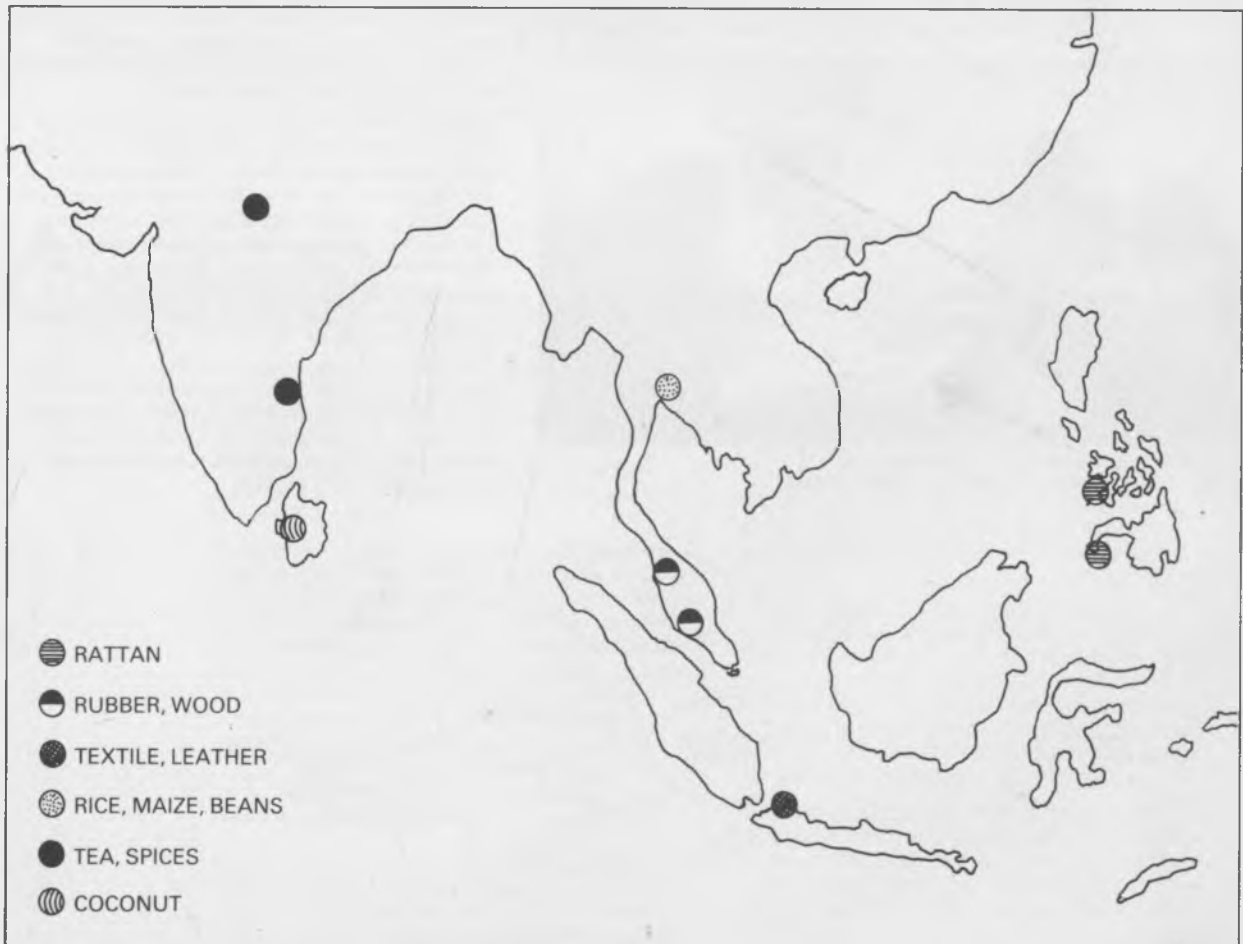 RATTAN
RUBBER, WOOD
TEXTILE, LEATHER
RICE, MAIZE, BEANS
TEA, SPICES
COCONUT